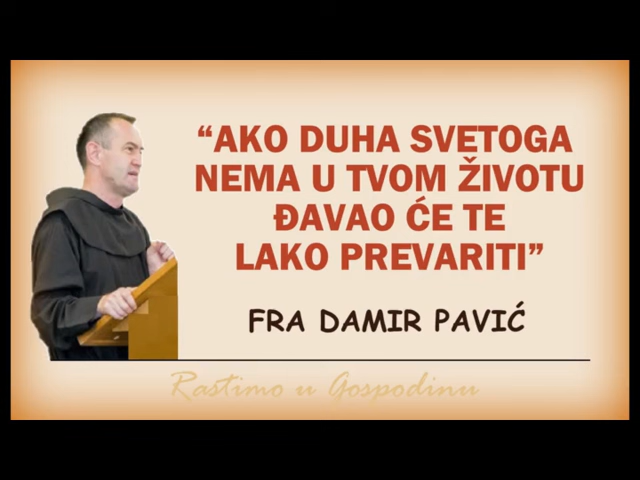 “AKO DUHA SVETOGA
NEMA U TVOM ŽIVOTU
ĐAVAO ĆE TE
LAKO PREVARITI”
FRA DAMIR PAVIĆ
Rastimo u Gospodinu